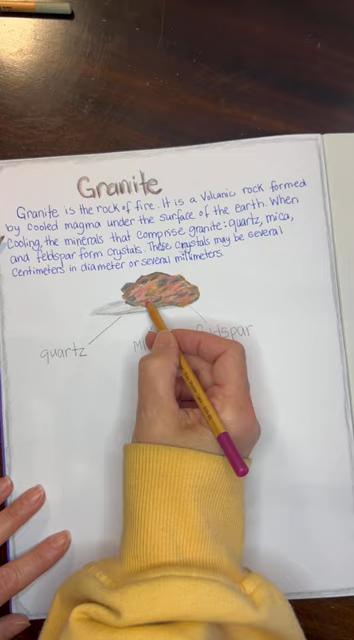 Granite
Granite is the rock of fire. It is a Volcanic rock formed
by cooled magma under the surface of the earth. When
Cooling, the minerals that comprise granite: quartz, mica,
and feldspar form crystals. These crystals may be several
centimeters in diameter or several milimeters.
quartz